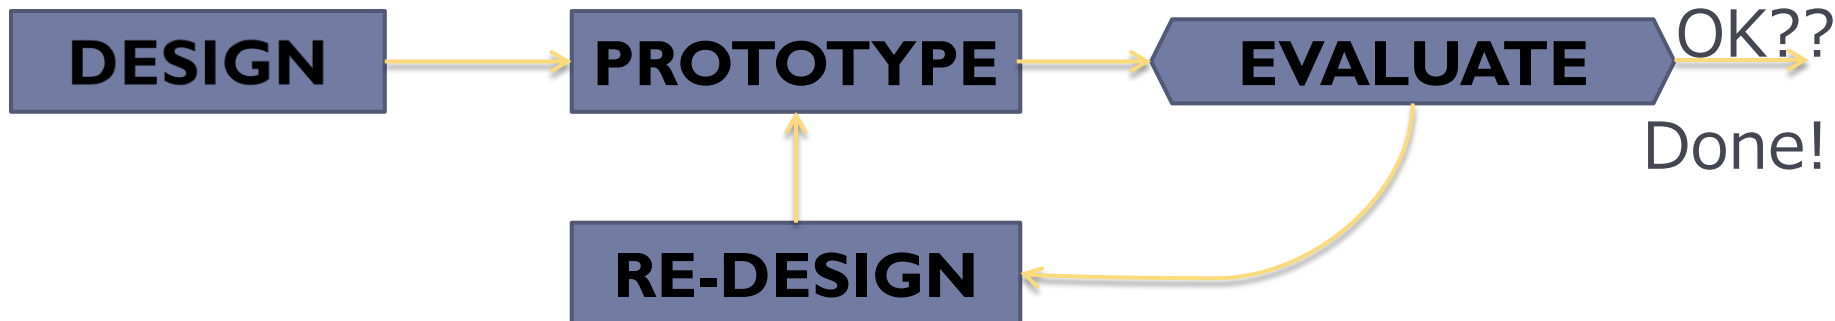 DESIGN
PROTOTYPE
EVALUATE
OK??
Done!
RE-DESIGN